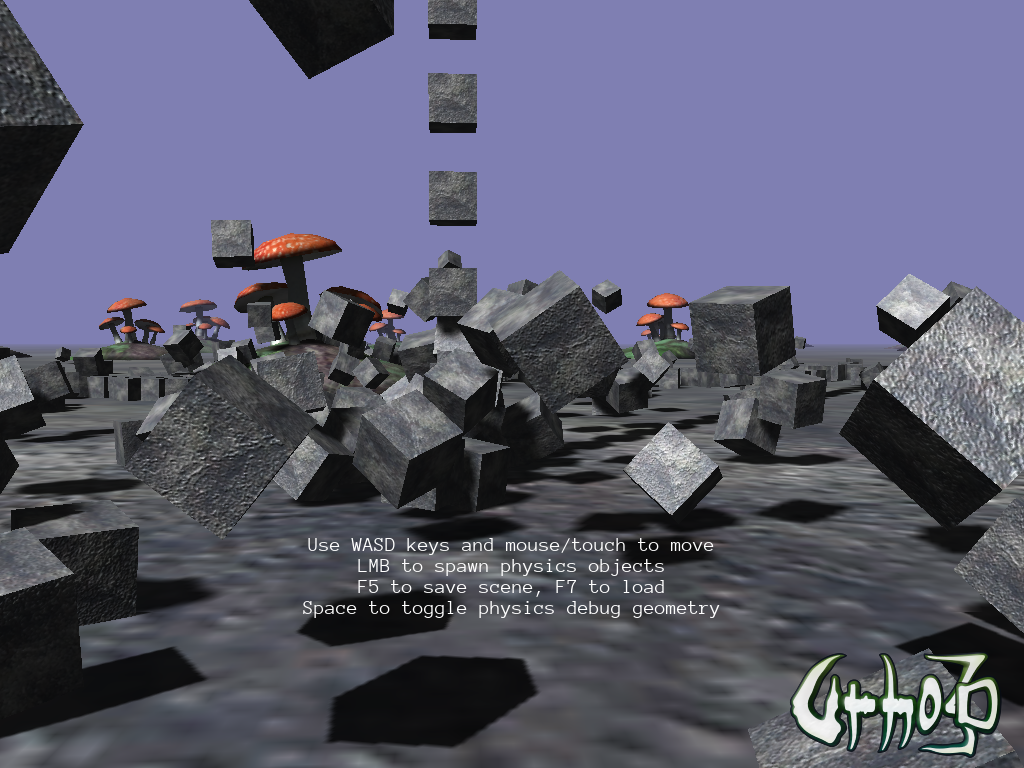 Use WASD keys and mouse/touch to move
LMB to spawn physics objects
F5 to save scene, F7 to load
Space to toggle physics debug geometry